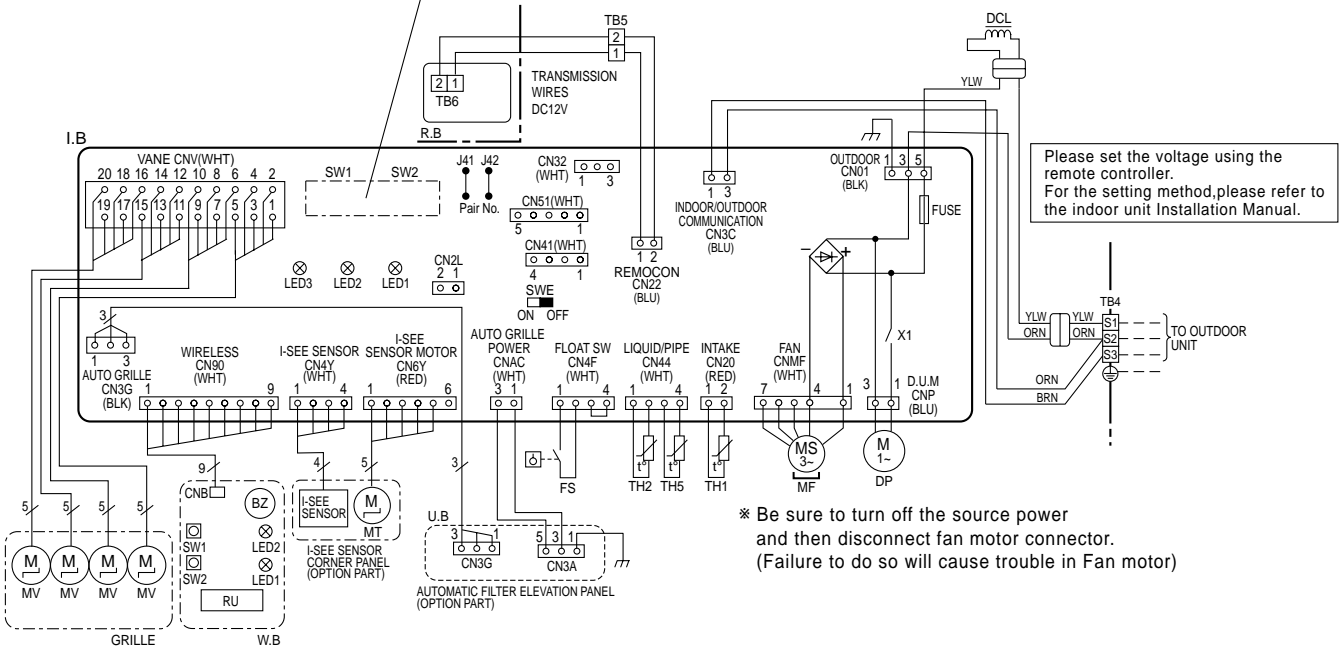 DCL
TB5
2
1
TRANSMISSION
WIRES
DC12V
2 1
TB6
R.B
YLW
I.B
VANE CNV(WHT)
20 18 16 14 12 10 8 6 4 2
19 17 15 13 11 9 7 5 3 1
SW1 SW2
J41 J42
Pair No.
CN32
(WHT)
1 3
CN51(WHT)
5 1
CN41(WHT)
4 1
SWE
ON OFF
1 2
REMOCON
CN22
(BLU)
1 3
INDOOR/OUTDOOR
COMMUNICATION
CN3C
(BLU)
OUTDOOR
CN01
(BLK)
1 3 5
FUSE
Please set the voltage using the
remote controller.
For the setting method,please refer to
the indoor unit Installation Manual.
LED3 LED2 LED1
CN2L
2 1
− +
X1
TB4
YLW YLW S1
ORN ORN S2
S3
TO OUTDOOR
UNIT
ORN
BRN
3
1 3
AUTO GRILLE
CN3G
(BLK)
WIRELESS
CN90
(WHT)
1 9
I-SEE SENSOR
CN4Y
(WHT)
1 4
I-SEE
SENSOR MOTOR
CN6Y
(RED)
1 6
AUTO GRILLE
POWER
CNAC
(WHT)
3 1
FLOAT SW
CN4F
(WHT)
1 4
LIQUID/PIPE
CN44
(WHT)
1 4
INTAKE
CN20
(RED)
1 2
FAN
CNMF
(WHT)
7 4 1
3 1
D.U.M
CNP
(BLU)
5 5 5 5
M M M M
MV MV MV MV
GRILLE
9
CNB
BZ
SW1
SW2
LED2
LED1
RU
W.B
4
I-SEE
SENSOR
5
M
MT
I-SEE SENSOR
CORNER PANEL
(OPTION PART)
3
U.B
3 1
CN3G
5 3 1
CN3A
AUTOMATIC FILTER ELEVATION PANEL
(OPTION PART)
FS
t° t° t°
TH2 TH5 TH1
MS
3~
MF
M
1~
DP
※ Be sure to turn off the source power
and then disconnect fan motor connector.
(Failure to do so will cause trouble in Fan motor)